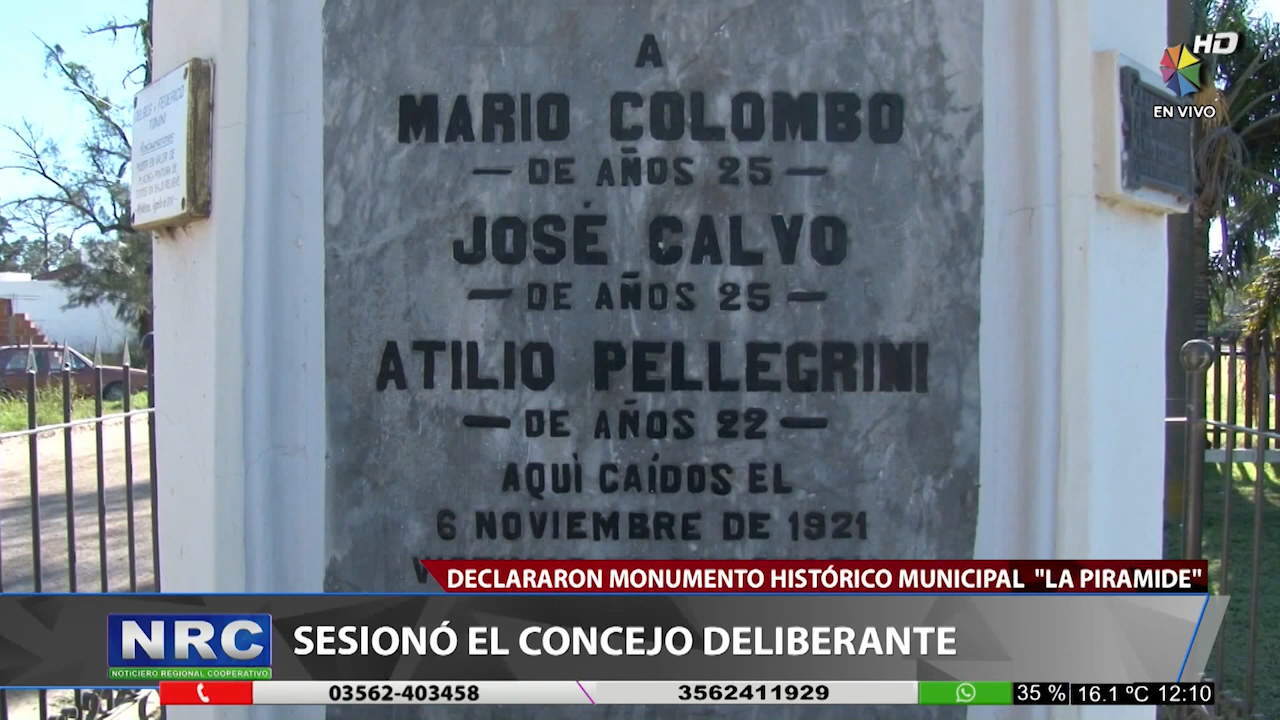 HD
EN VIVO
A
MARIO COLOMBO
— DE AÑOS 25 —
JOSÉ CALVO
— DE AÑOS 25 —
ATILIO PELLEGRINI
— DE AÑOS 22 —
AQUÌ CAÍDOS EL
6 NOVIEMBRE DE 1921
DECLARARON MONUMENTO HISTÓRICO MUNICIPAL "LA PIRAMIDE"
NRC
NOTICIERO REGIONAL COOPERATIVO
SESIONÓ EL CONCEJO DELIBERANTE
03562-403458 3562411929 35 % 16.1 ºC 12:10